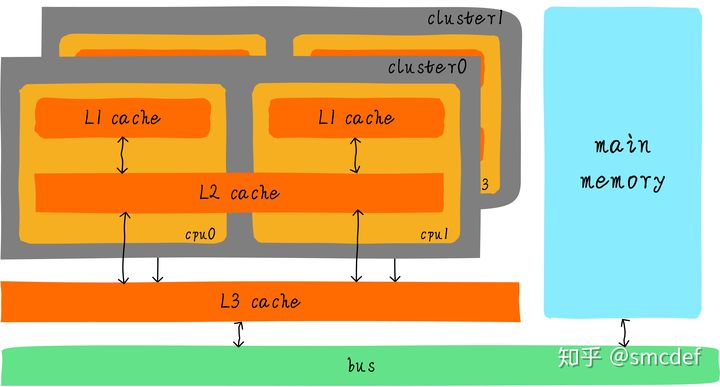 cluster1
cluster0
L1 cache
L1 cache
main
memory
3
L2 cache
cpu0
cpu1
L3 cache
知乎 @smcdef
bus